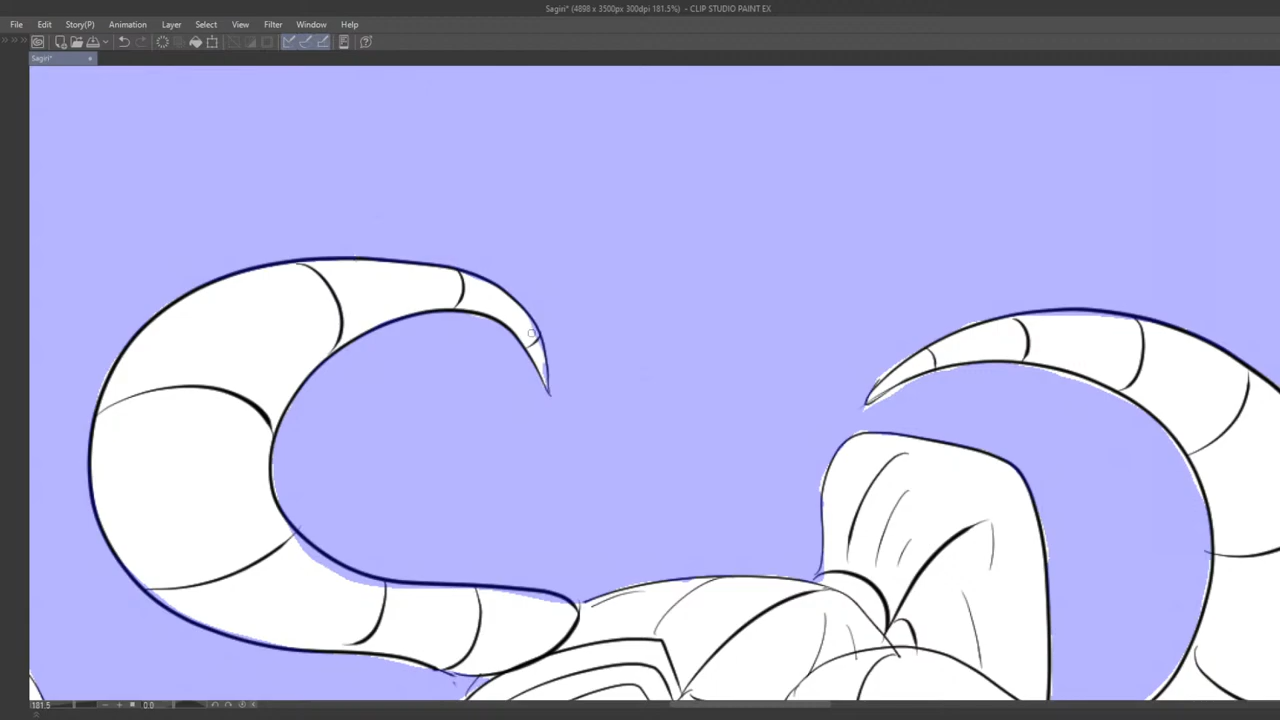 Sagiri* (4898 x 3500px 300dpi 181.5%) - CLIP STUDIO PAINT EX
File Edit Story(P) Animation Layer Select View Filter Window Help
Sagiri*
181.5 0.0